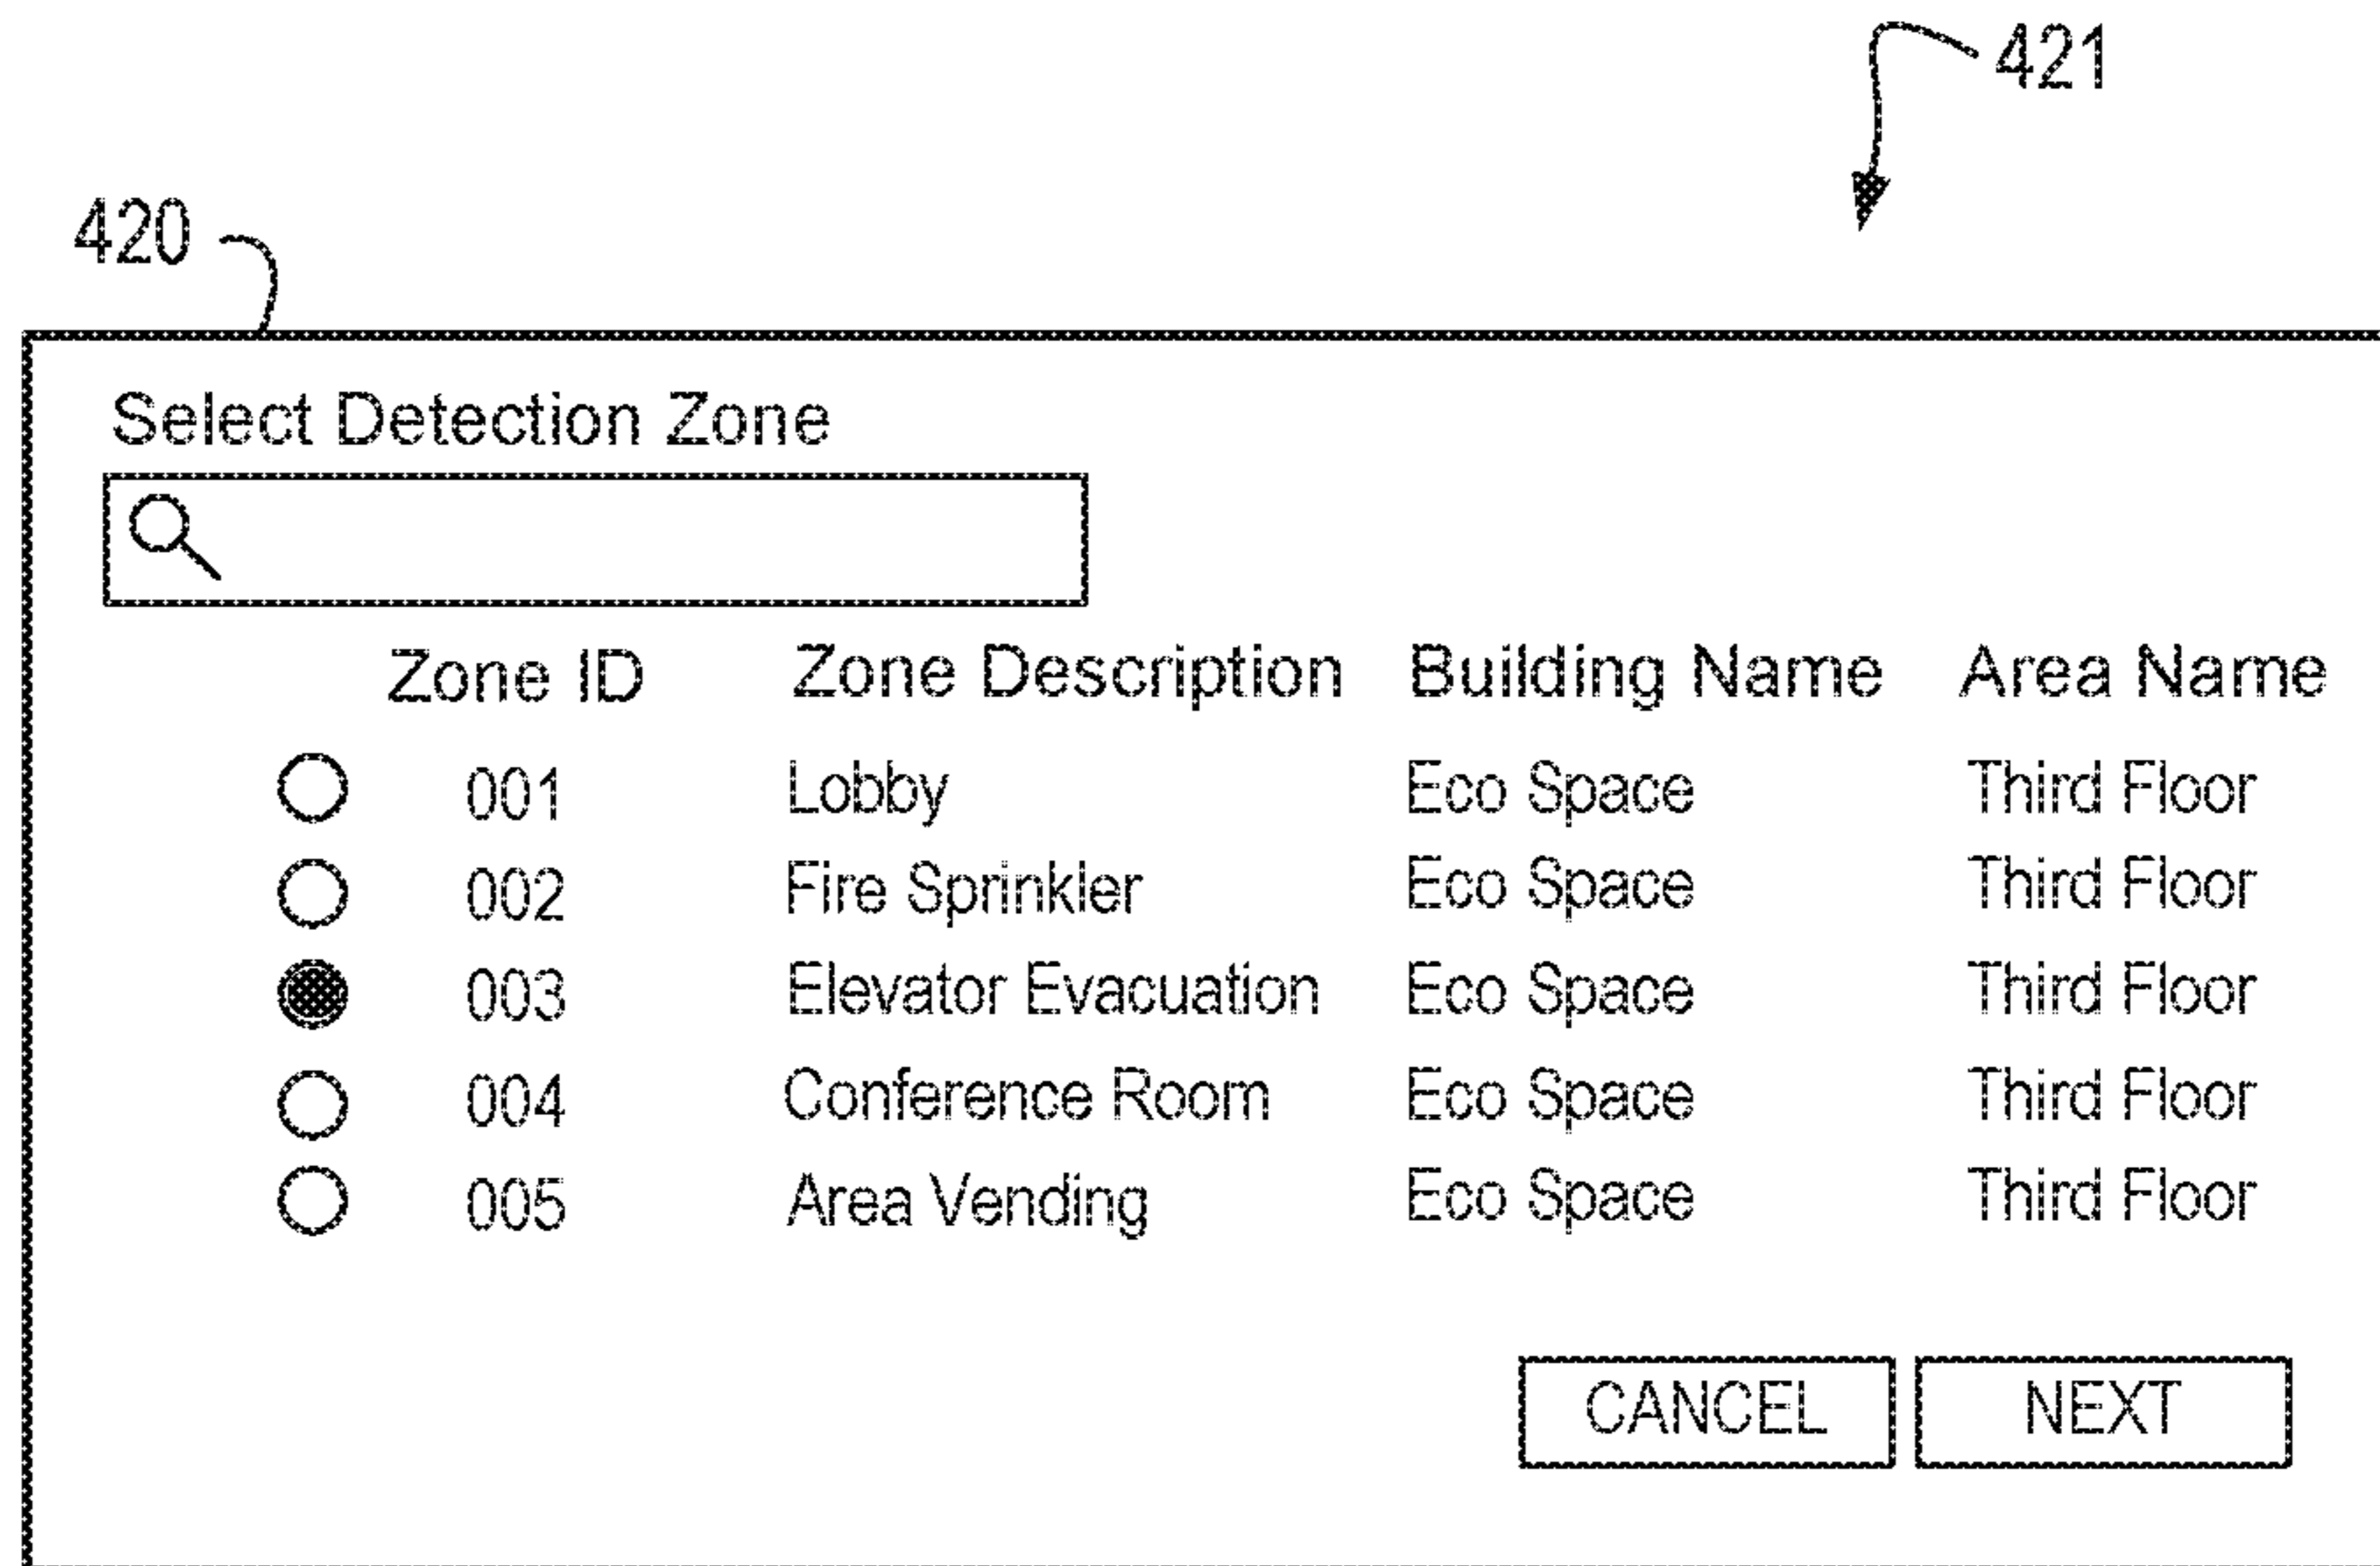 421
420
Select Detection Zone
Zone ID Zone Description Building Name Area Name
001 Lobby Eco Space Third Floor
002 Fire Sprinkler Eco Space Third Floor
003 Elevator Evacuation Eco Space Third Floor
004 Conference Room Eco Space Third Floor
005 Area Vending Eco Space Third Floor
CANCEL NEXT